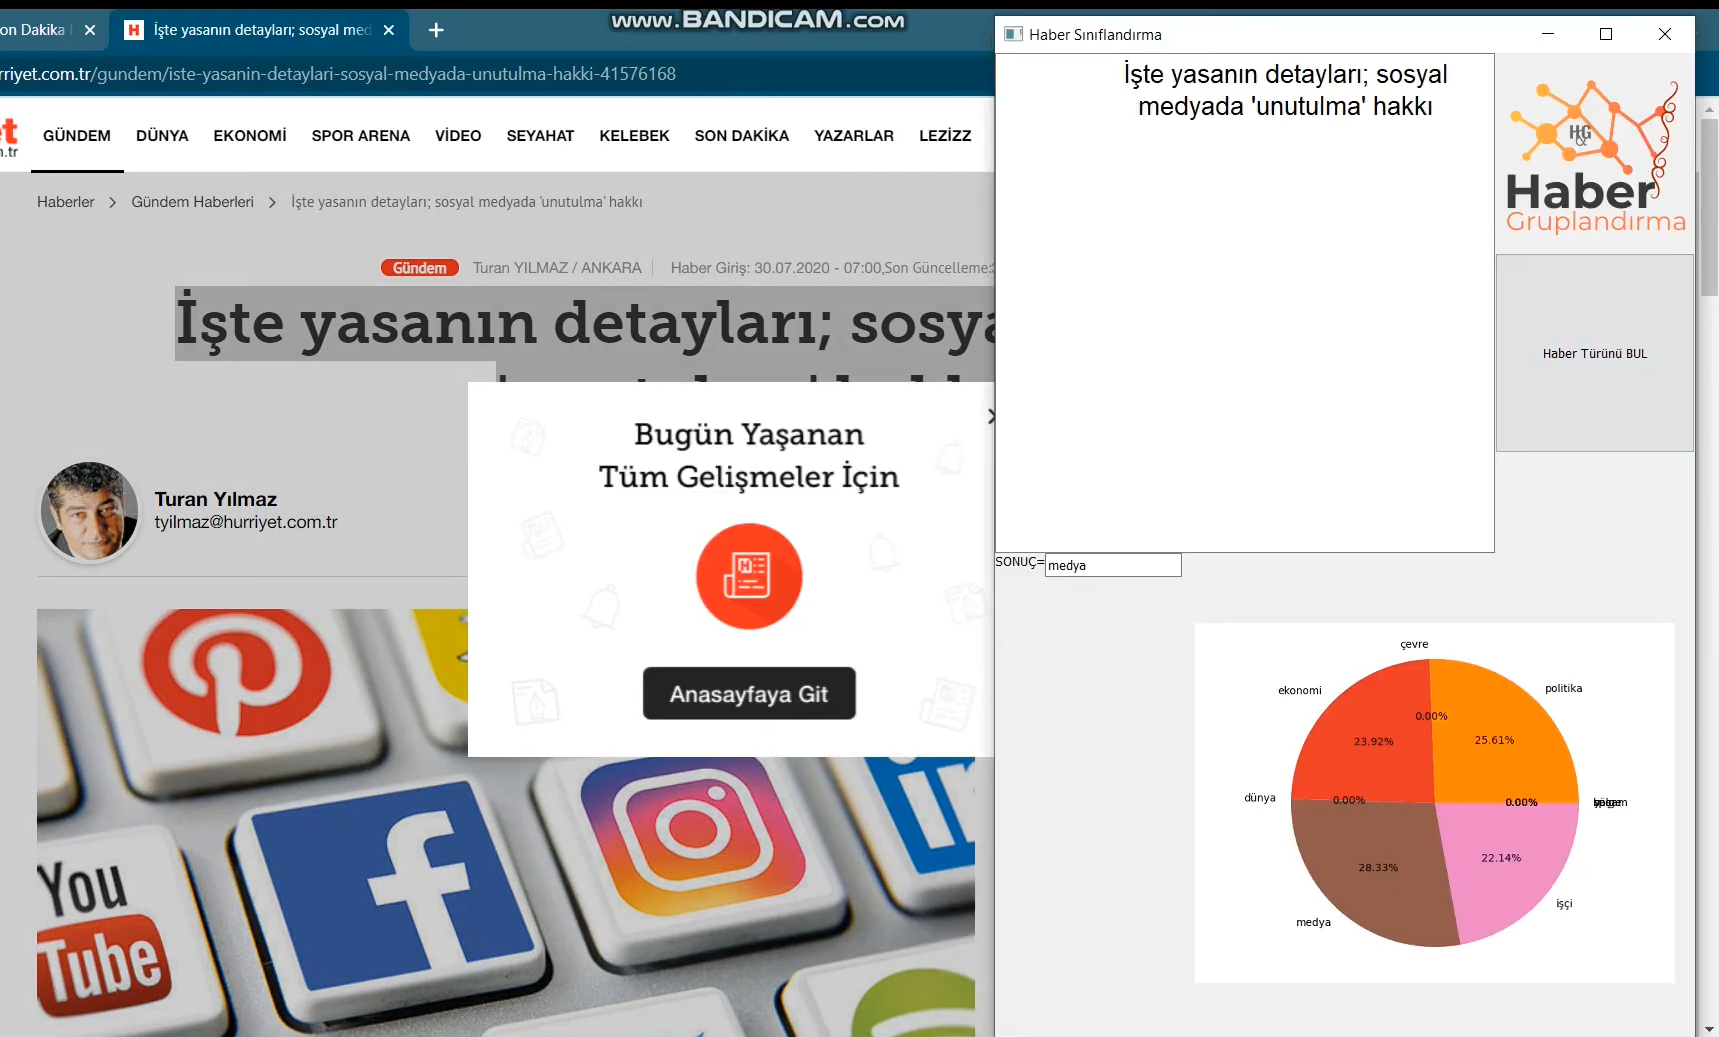 www.BANDICAM.com
on Dakika
İşte yasanın detayları; sosyal med
rriyet.com.tr/gundem/iste-yasanin-detaylari-sosyal-medyada-unutulma-hakki-41576168
GÜNDEM DÜNYA EKONOMİ SPOR ARENA VİDEO SEYAHAT KELEBEK SON DAKİKA YAZARLAR LEZİZZ
Haberler > Gündem Haberleri > İşte yasanın detayları; sosyal medyada 'unutulma' hakkı
Gündem Turan YILMAZ / ANKARA Haber Giriş: 30.07.2020 - 07:00,Son Güncelleme:
İşte yasanın detayları; sosya
Turan Yılmaz
tyilmaz@hurriyet.com.tr
Bugün Yaşanan
Tüm Gelişmeler İçin
Anasayfaya Git
You
Tube
Haber Sınıflandırma
İşte yasanın detayları; sosyal
medyada 'unutulma' hakkı
H&G
Haber
Gruplandırma
Haber Türünü BUL
SONUÇ= medya
çevre
ekonomi
politika
0.00%
23.92%
25.61%
dünya
0.00%
0.00%
28.33%
22.14%
medya
işçi